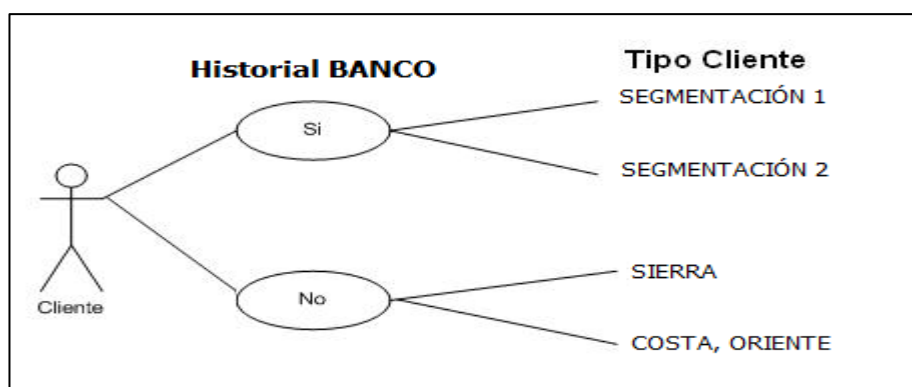 Historial BANCO
Tipo Cliente
SEGMENTACIÓN 1
Si
SEGMENTACIÓN 2
SIERRA
No
Cliente
COSTA, ORIENTE